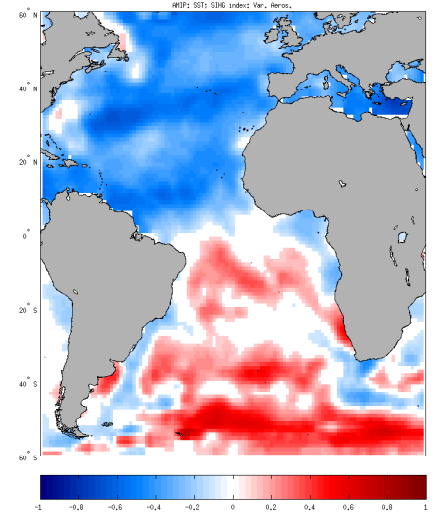 AMIP; SST; SIHG index; Var. Aeros.
60°
40°
20° N
0°
20° S
40° S
60° S
-1 -0.8 -0.6 -0.4 -0.2 0 0.2 0.4 0.6 0.8 1